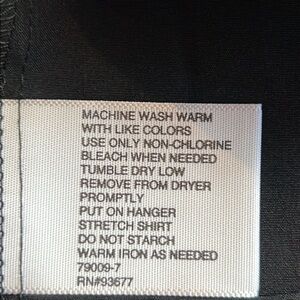 MACHINE WASH WARM
WITH LIKE COLORS
USE ONLY NON-CHLORINE
BLEACH WHEN NEEDED
TUMBLE DRY LOW
REMOVE FROM DRYER
PROMPTLY
PUT ON HANGER
STRETCH SHIRT
DO NOT STARCH
WARM IRON AS NEEDED
79009-7
RN#93677